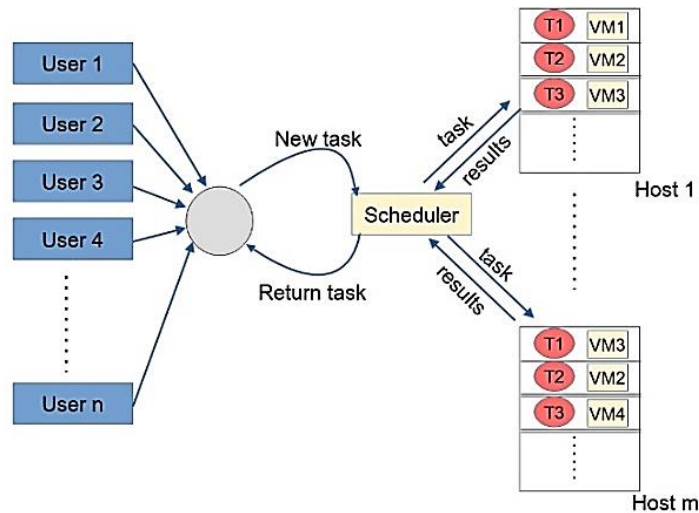 User 1
User 2
User 3
User 4
User n
New task
Return task
Scheduler
task
results
task
results
T1 VM1
T2 VM2
T3 VM3
Host 1
T1 VM3
T2 VM2
T3 VM4
Host m